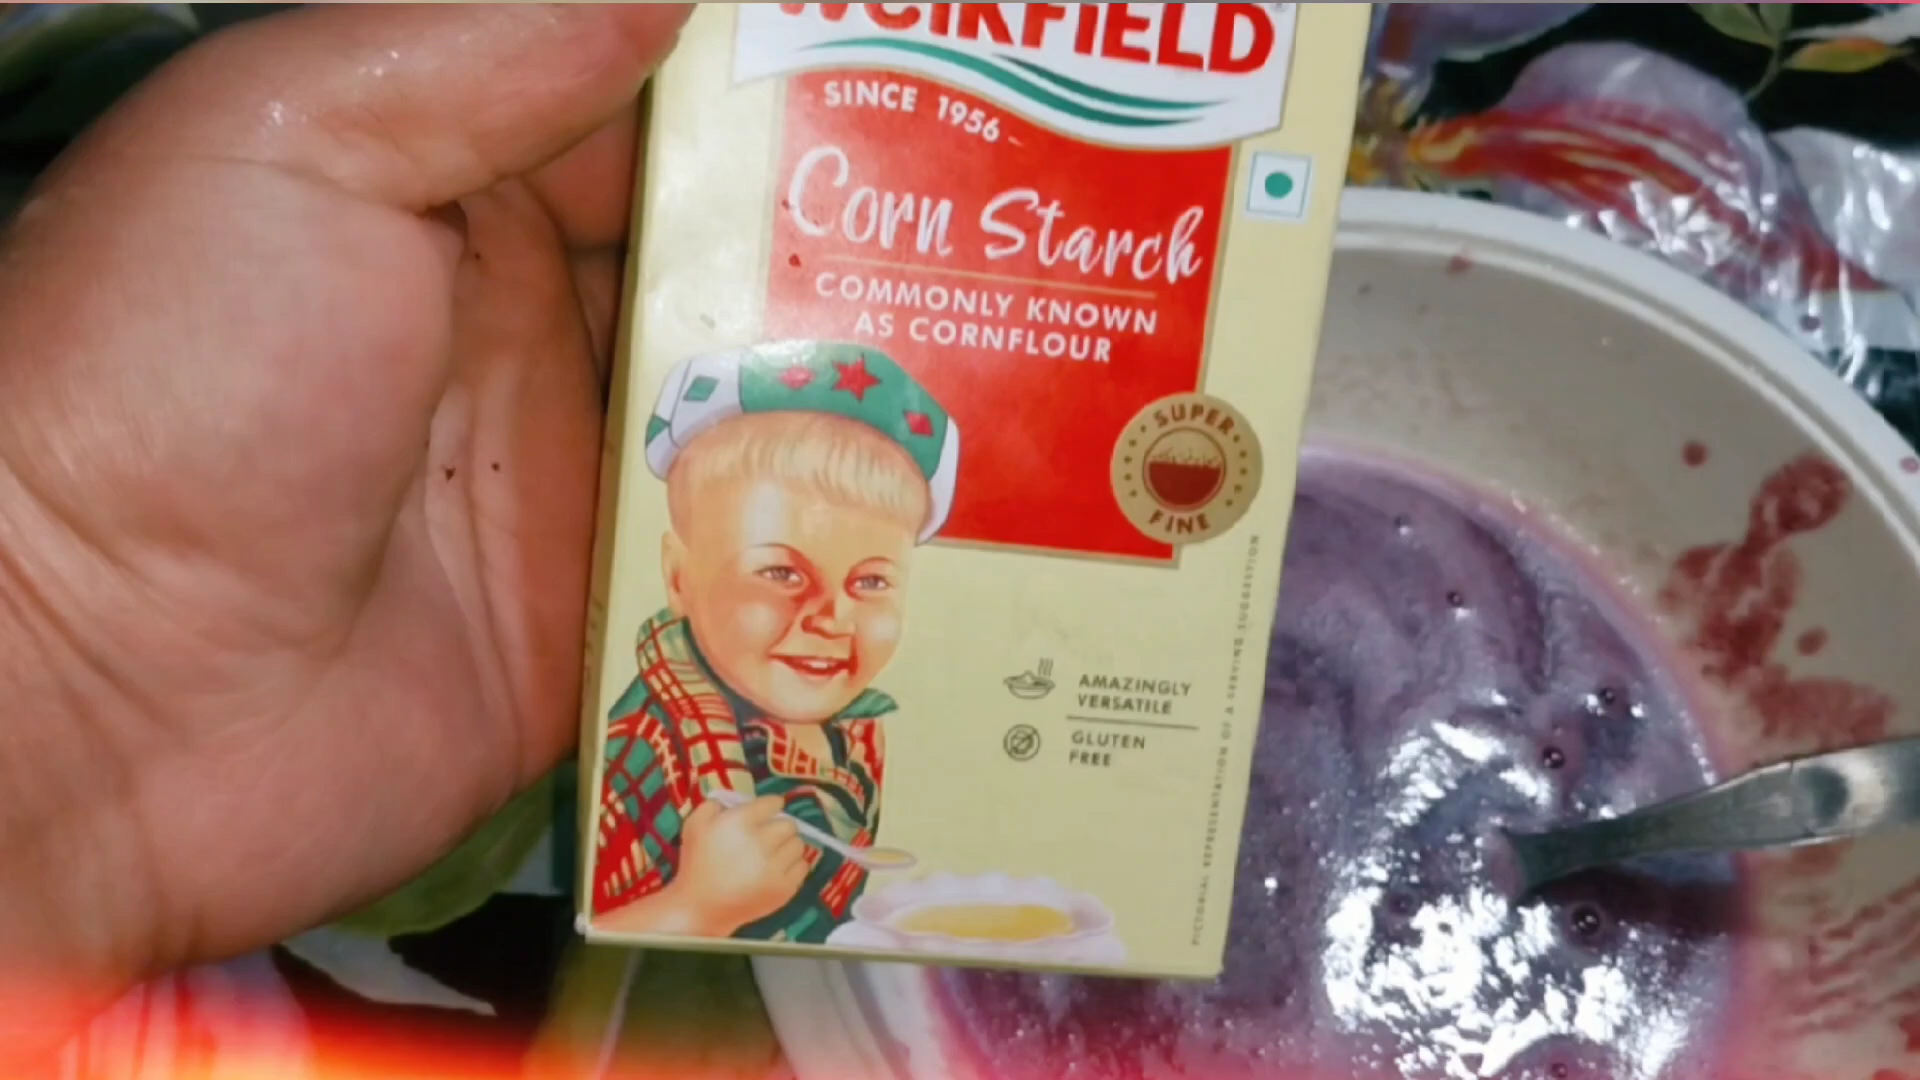 WEIKFIELD
SINCE 1956
Corn Starch
COMMONLY KNOWN
AS CORNFLOUR
SUPER
FINE
AMAZINGLY
VERSATILE
GLUTEN
FREE
PICTORIAL REPRESENTATION OF A SERVING SUGGESTION